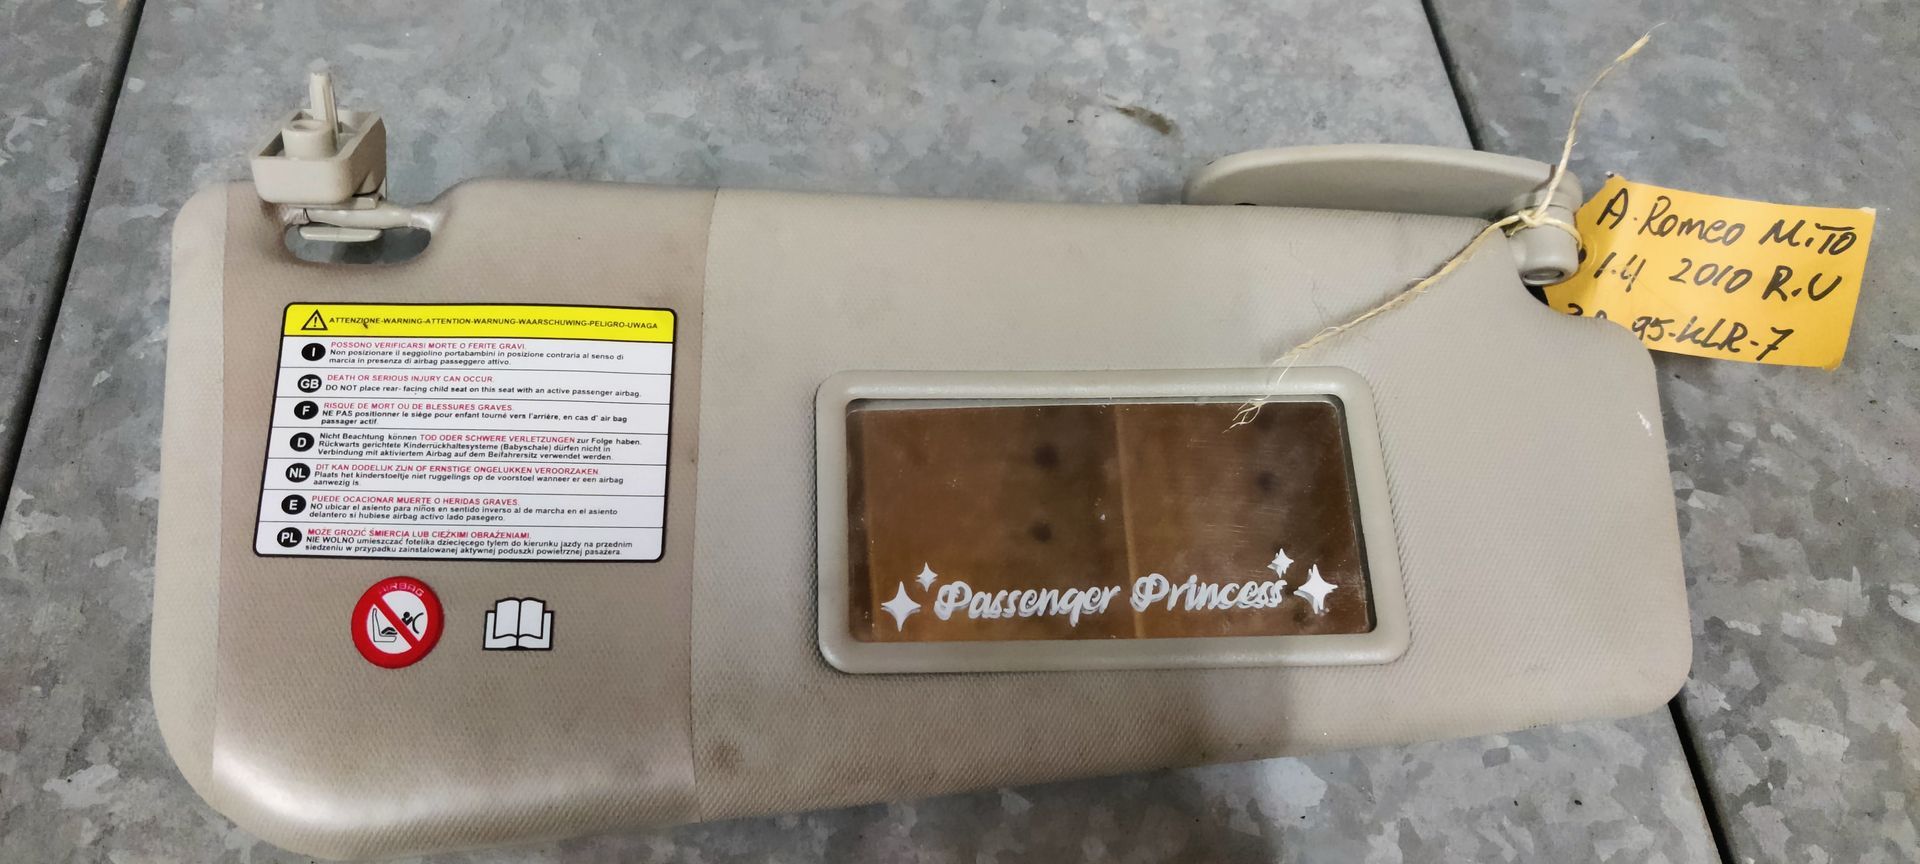 ATTENZIONE-WARNING-ATTENTION-WARNUNG-WAARSCHUWING-PELIGRO-UWAGA
I
POSSONO VERIFICARSI MORTE O FERITE GRAVI.
Non posizionare il seggiolino portabambini in posizione contraria al senso di
marcia in presenza di airbag passeggero attivo.
GB
DEATH OR SERIOUS INJURY CAN OCCUR.
DO NOT place rear- facing child seat on this seat with an active passenger airbag.
F
RISQUE DE MORT OU DE BLESSURES GRAVES.
NE PAS positionner le siège pour enfant tourné vers l'arrière, en cas d' air bag
passager actif.
D
Nicht Beachtung können TOD ODER SCHWERE VERLETZUNGEN zur Folge haben.
Rückwarts gerichtete Kinderrückhaltesysteme (Babyschale) dürfen nicht in
Verbindung mit aktiviertem Airbag auf dem Beifahrersitz verwendet werden.
NL
DIT KAN DODELIJK ZIJN OF ERNSTIGE ONGELUKKEN VEROORZAKEN.
Plaats het kinderstoeltje niet ruggelings op de voorstoel wanneer er een airbag
aanwezig is.
E
PUEDE OCACIONAR MUERTE O HERIDAS GRAVES.
NO ubicar el asiento para niños en sentido inverso al de marcha en el asiento
delantero si hubiese airbag activo lado pasegero.
PL
MOŻE GROZIĆ ŚMIERCIĄ LUB CIĘŻKIMI OBRAŻENIAMI.
NIE WOLNO umieszczać fotelika dziecięcego tyłem do kierunku jazdy na przednim
siedzeniu w przypadku zainstalowanej aktywnej poduszki powietrznej pasażera.
AIRBAG
Passenger Princess
A. Romeo MiTO
1.4 2010 R.V
95-KLR-7